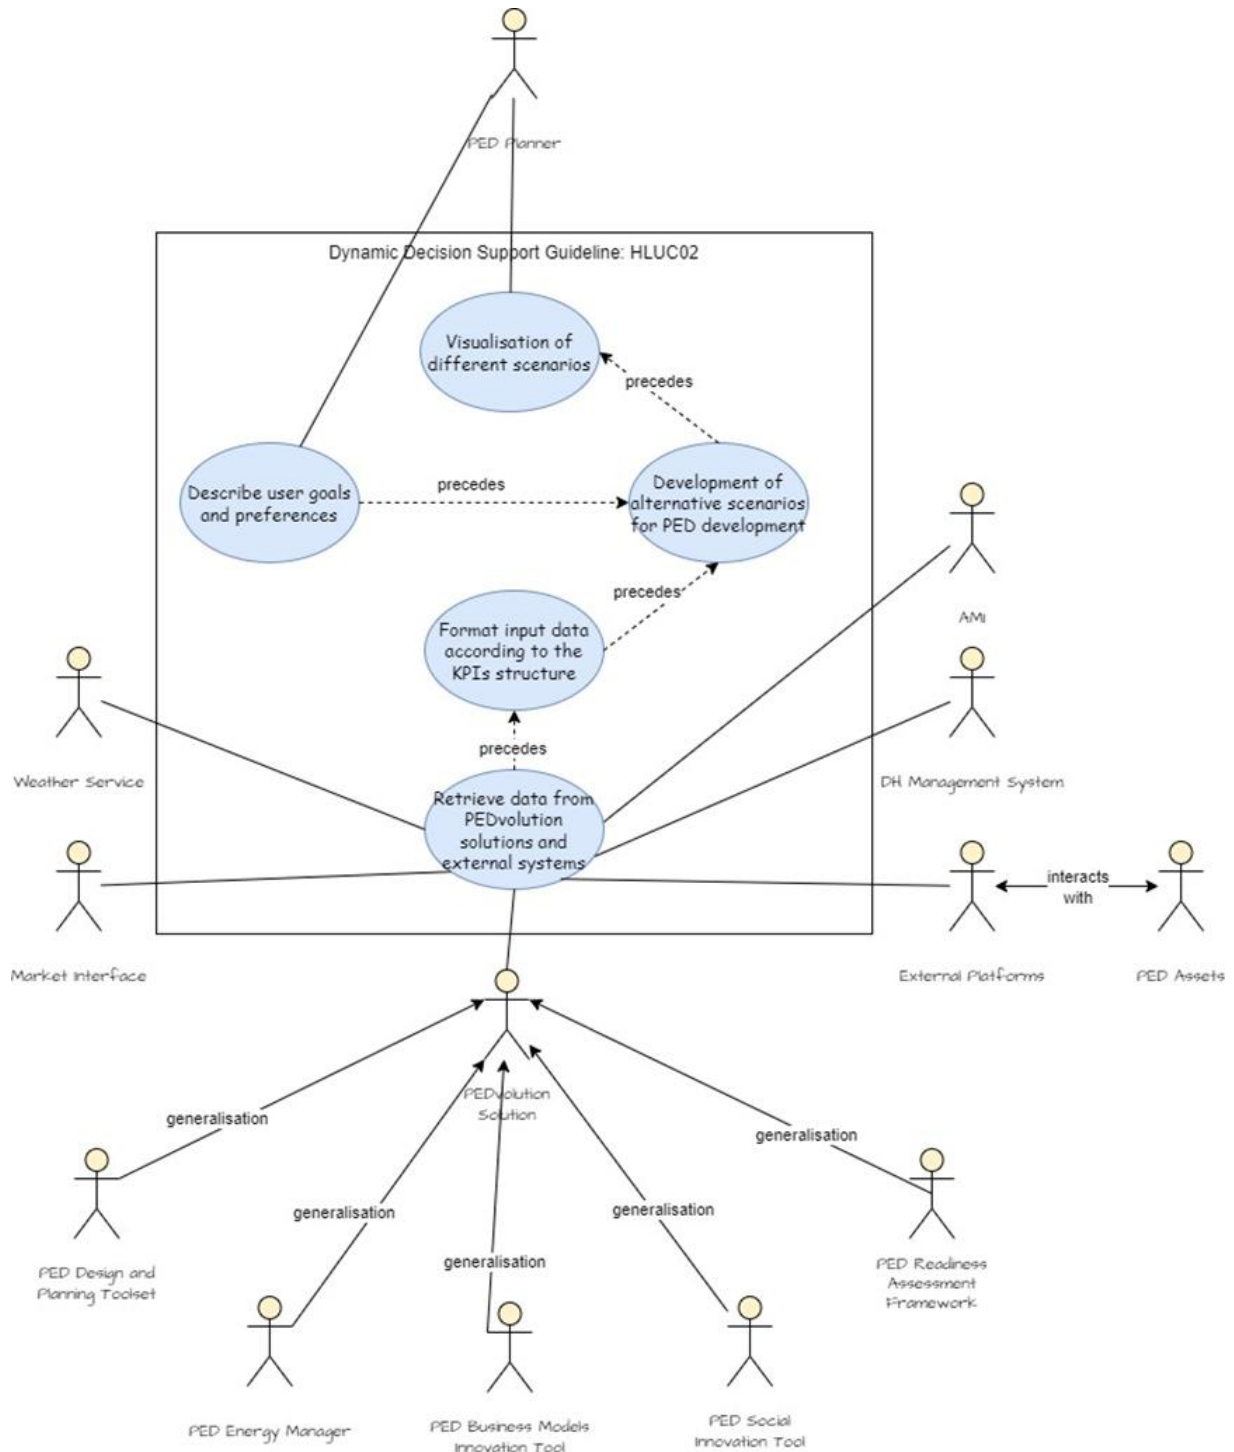 PED Planner
Dynamic Decision Support Guideline: HLUC02
Visualisation of
different scenarios
precedes
Describe user goals
and preferences
precedes
Development of
alternative scenarios
for PED development
precedes
Format input data
according to the
KPIs structure
AMI
precedes
Weather Service
DH Management System
Retrieve data from
PEDvolution
solutions and
external systems
interacts
with
Market Interface
External Platforms
PED Assets
PEDvolution
Solution
generalisation
generalisation
generalisation
generalisation
generalisation
PED Design and
Planning Toolset
PED Readiness
Assessment
Framework
PED Energy Manager
PED Business Models
Innovation Tool
PED Social
Innovation Tool